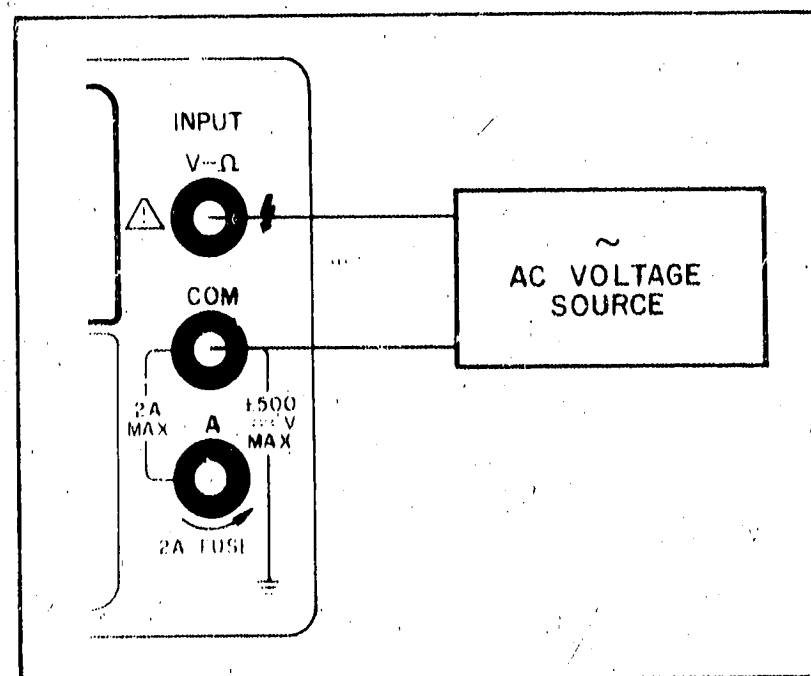 INPUT
V⎓Ω
COM
2A
MAX
A
±500
⎓ V
MAX
2A FUSE
~
AC VOLTAGE
SOURCE